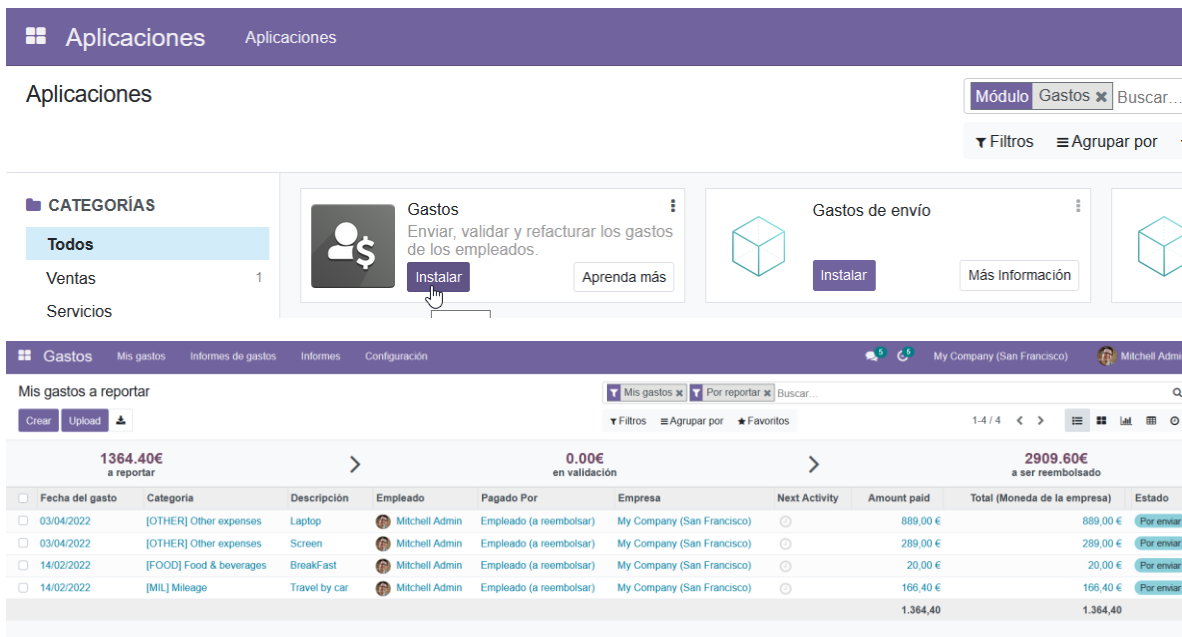 Aplicaciones Aplicaciones
Aplicaciones
Módulo Gastos Buscar...
Filtros Agrupar por
CATEGORÍAS
Todos
Ventas 1
Servicios
Gastos
Enviar, validar y refacturar los gastos
de los empleados.
Instalar Aprenda más
Gastos de envío
Instalar Más Información
Gastos Mis gastos Informes de gastos Informes Configuración 5 5 My Company (San Francisco) Mitchell Admi
Mis gastos a reportar Mis gastos Por reportar Buscar...
Crear Upload Filtros Agrupar por Favoritos 1-4 / 4
1364.40€ 0.00€ 2909.60€
a reportar en validación a ser reembolsado
Fecha del gasto Categoria Descripción Empleado Pagado Por Empresa Next Activity Amount paid Total (Moneda de la empresa) Estado
03/04/2022 [OTHER] Other expenses Laptop Mitchell Admin Empleado (a reembolsar) My Company (San Francisco) 889,00 € 889,00 € Por enviar
03/04/2022 [OTHER] Other expenses Screen Mitchell Admin Empleado (a reembolsar) My Company (San Francisco) 289,00 € 289,00 € Por enviar
14/02/2022 [FOOD] Food & beverages BreakFast Mitchell Admin Empleado (a reembolsar) My Company (San Francisco) 20,00 € 20,00 € Por enviar
14/02/2022 [MIL] Mileage Travel by car Mitchell Admin Empleado (a reembolsar) My Company (San Francisco) 166,40 € 166,40 € Por enviar
1.364,40 1.364,40